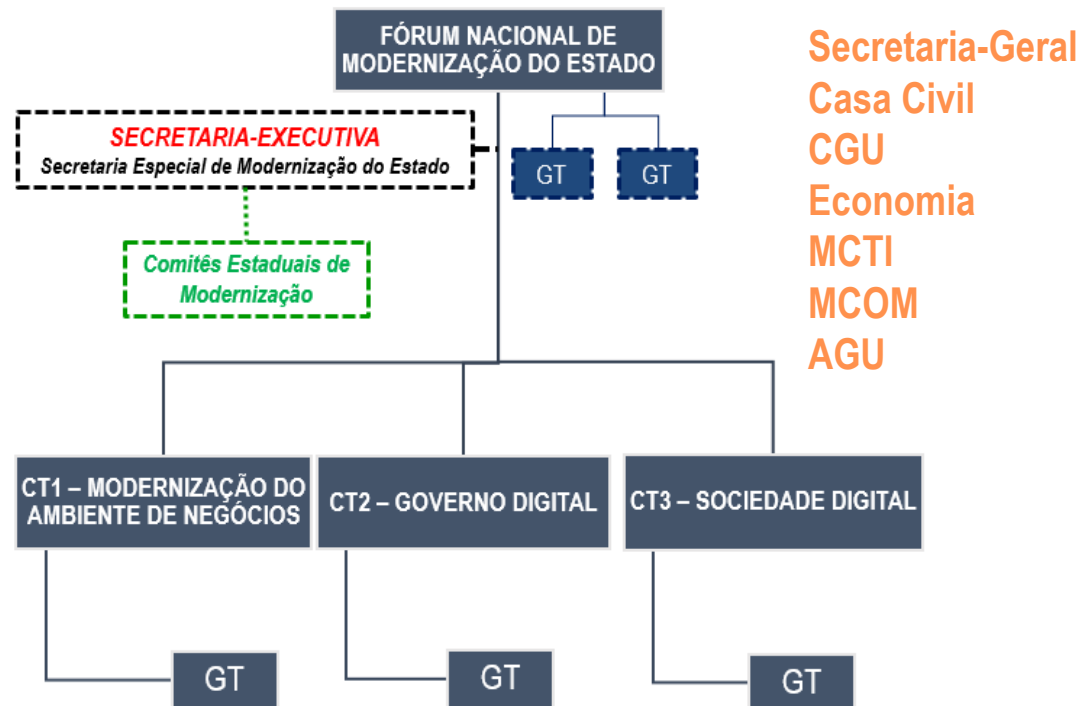 FÓRUM NACIONAL DE
MODERNIZAÇÃO DO ESTADO
Secretaria-Geral
Casa Civil
CGU
Economia
MCTI
MCOM
AGU
SECRETARIA-EXECUTIVA
Secretaria Especial de Modernização do Estado
GT
GT
Comitês Estaduais de
Modernização
CT1 – MODERNIZAÇÃO DO
AMBIENTE DE NEGÓCIOS
CT2 – GOVERNO DIGITAL
CT3 – SOCIEDADE DIGITAL
GT
GT
GT